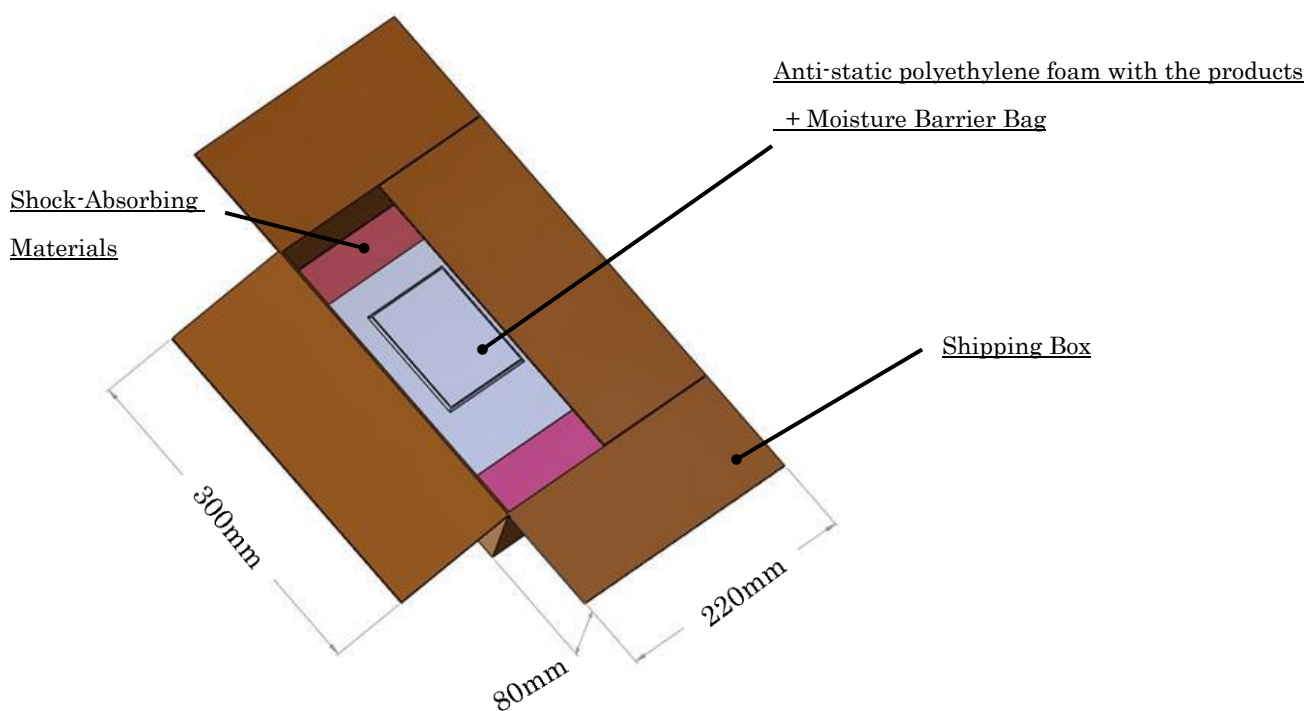 Anti-static polyethylene foam with the products
+ Moisture Barrier Bag
Shock-Absorbing
Materials
Shipping Box
300mm
220mm
80mm